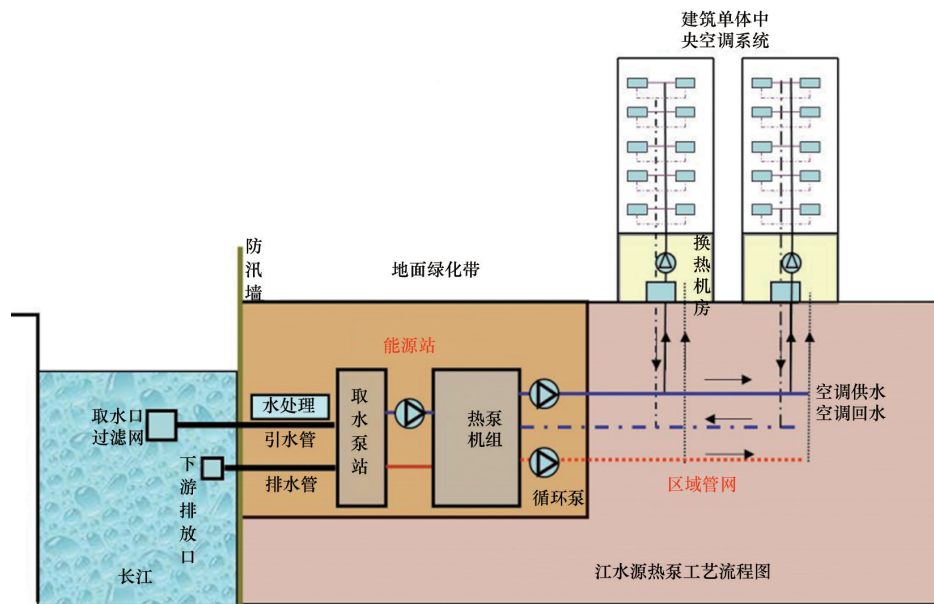 建筑单体中
央空调系统
防汛墙
地面绿化带
换热机房
能源站
取水口
过滤网
水处理
引水管
取水泵站
热泵
机组
空调供水
空调回水
下游排放口
排水管
循环泵
区域管网
长江
江水源热泵工艺流程图